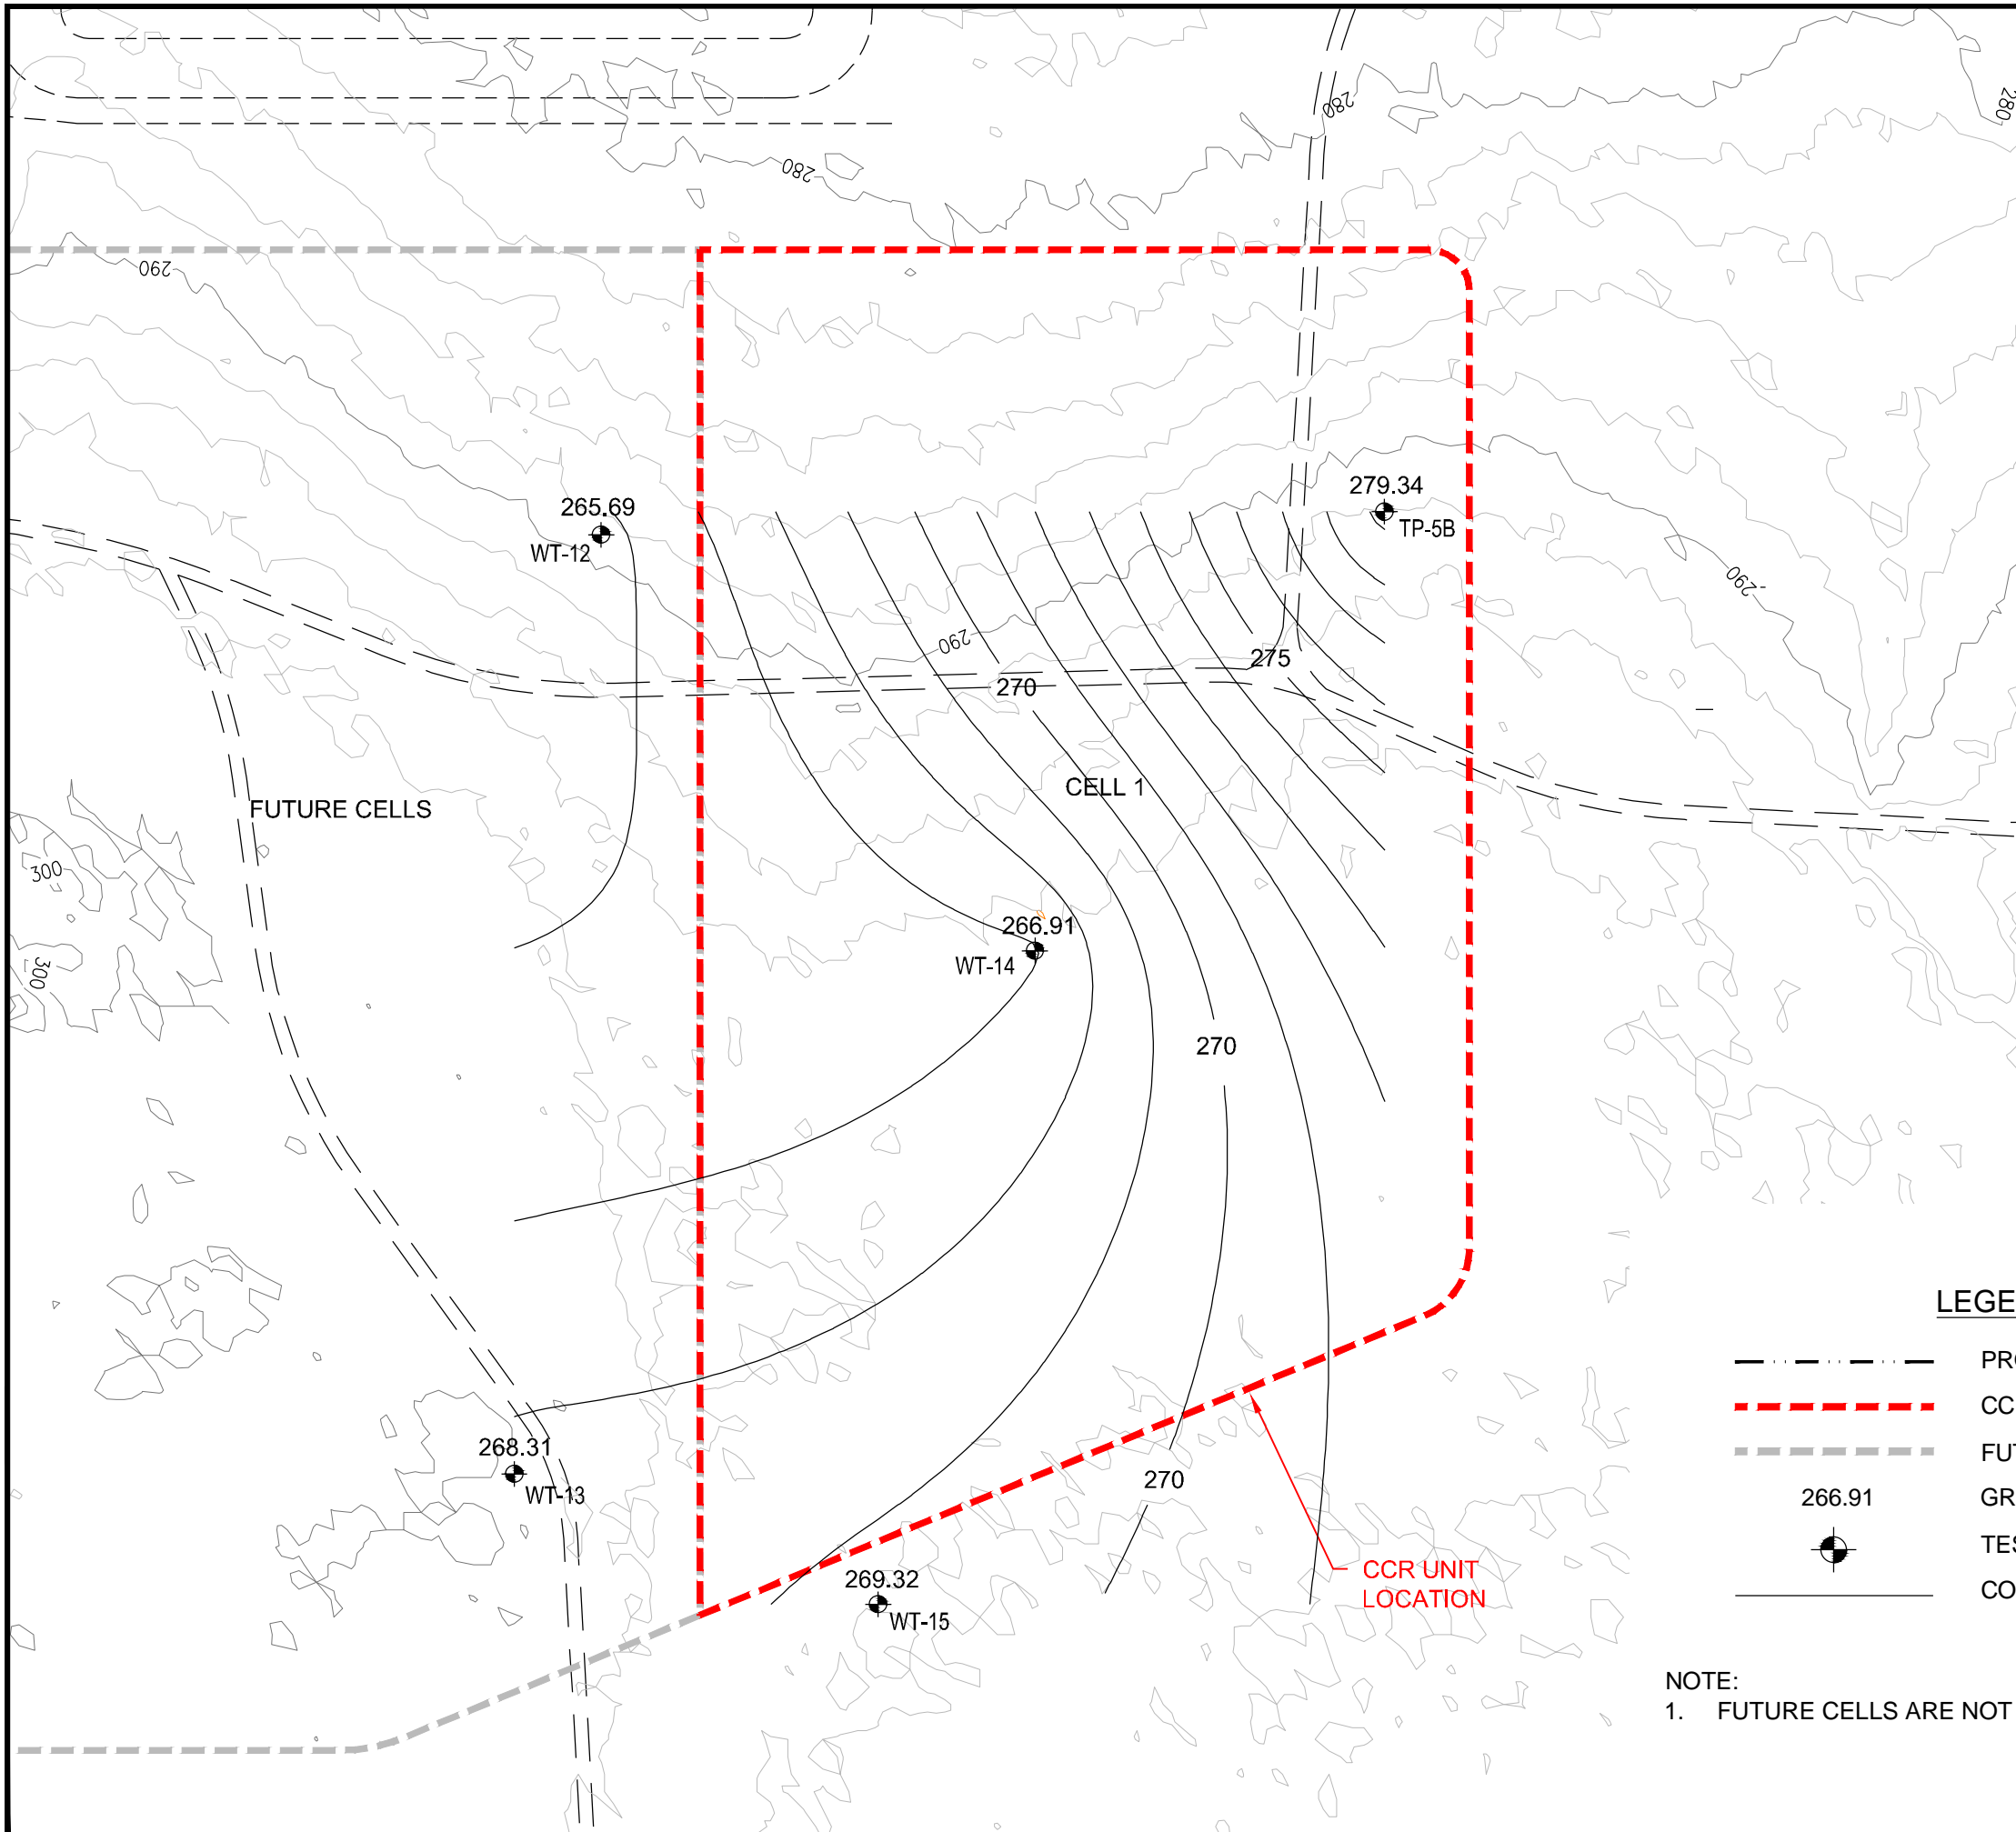 280
280
280
290
265.69
WT-12
279.34
TP-5B
290
290
275
270
FUTURE CELLS
CELL 1
300
266.91
WT-14
300
270
LEGE
PR
CC
FU
268.31
WT-13
270
266.91
GR
TES
CO
269.32
WT-15
CCR UNIT
LOCATION
NOTE:
1. FUTURE CELLS ARE NOT